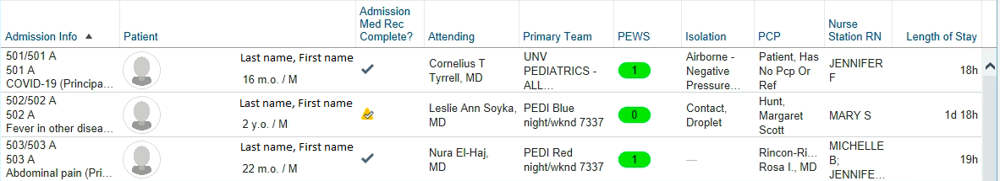 Admission Info ▲ Patient Admission Med Rec Complete? Attending Primary Team PEWS Isolation PCP Nurse Station RN Length of Stay
501/501 A
501 A
COVID-19 (Principa...
Last name, First name
16 m.o. / M
Cornelius T
Tyrrell, MD
UNV
PEDIATRICS -
ALL...
1
Airborne -
Negative
Pressure...
Patient, Has
No Pcp Or
Ref
JENNIFER
F
18h
502/502 A
502 A
Fever in other disea...
Last name, First name
2 y.o. / M
Leslie Ann Soyka,
MD
PEDI Blue
night/wknd 7337
0
Contact,
Droplet
Hunt,
Margaret
Scott
MARY S
1d 18h
503/503 A
503 A
Abdominal pain (Pri...
Last name, First name
22 m.o. / M
Nura El-Haj,
MD
PEDI Red
night/wknd 7337
1
—
Rincon-Ri...
Rosa I., MD
MICHELLE
B;
JENNIFE...
19h